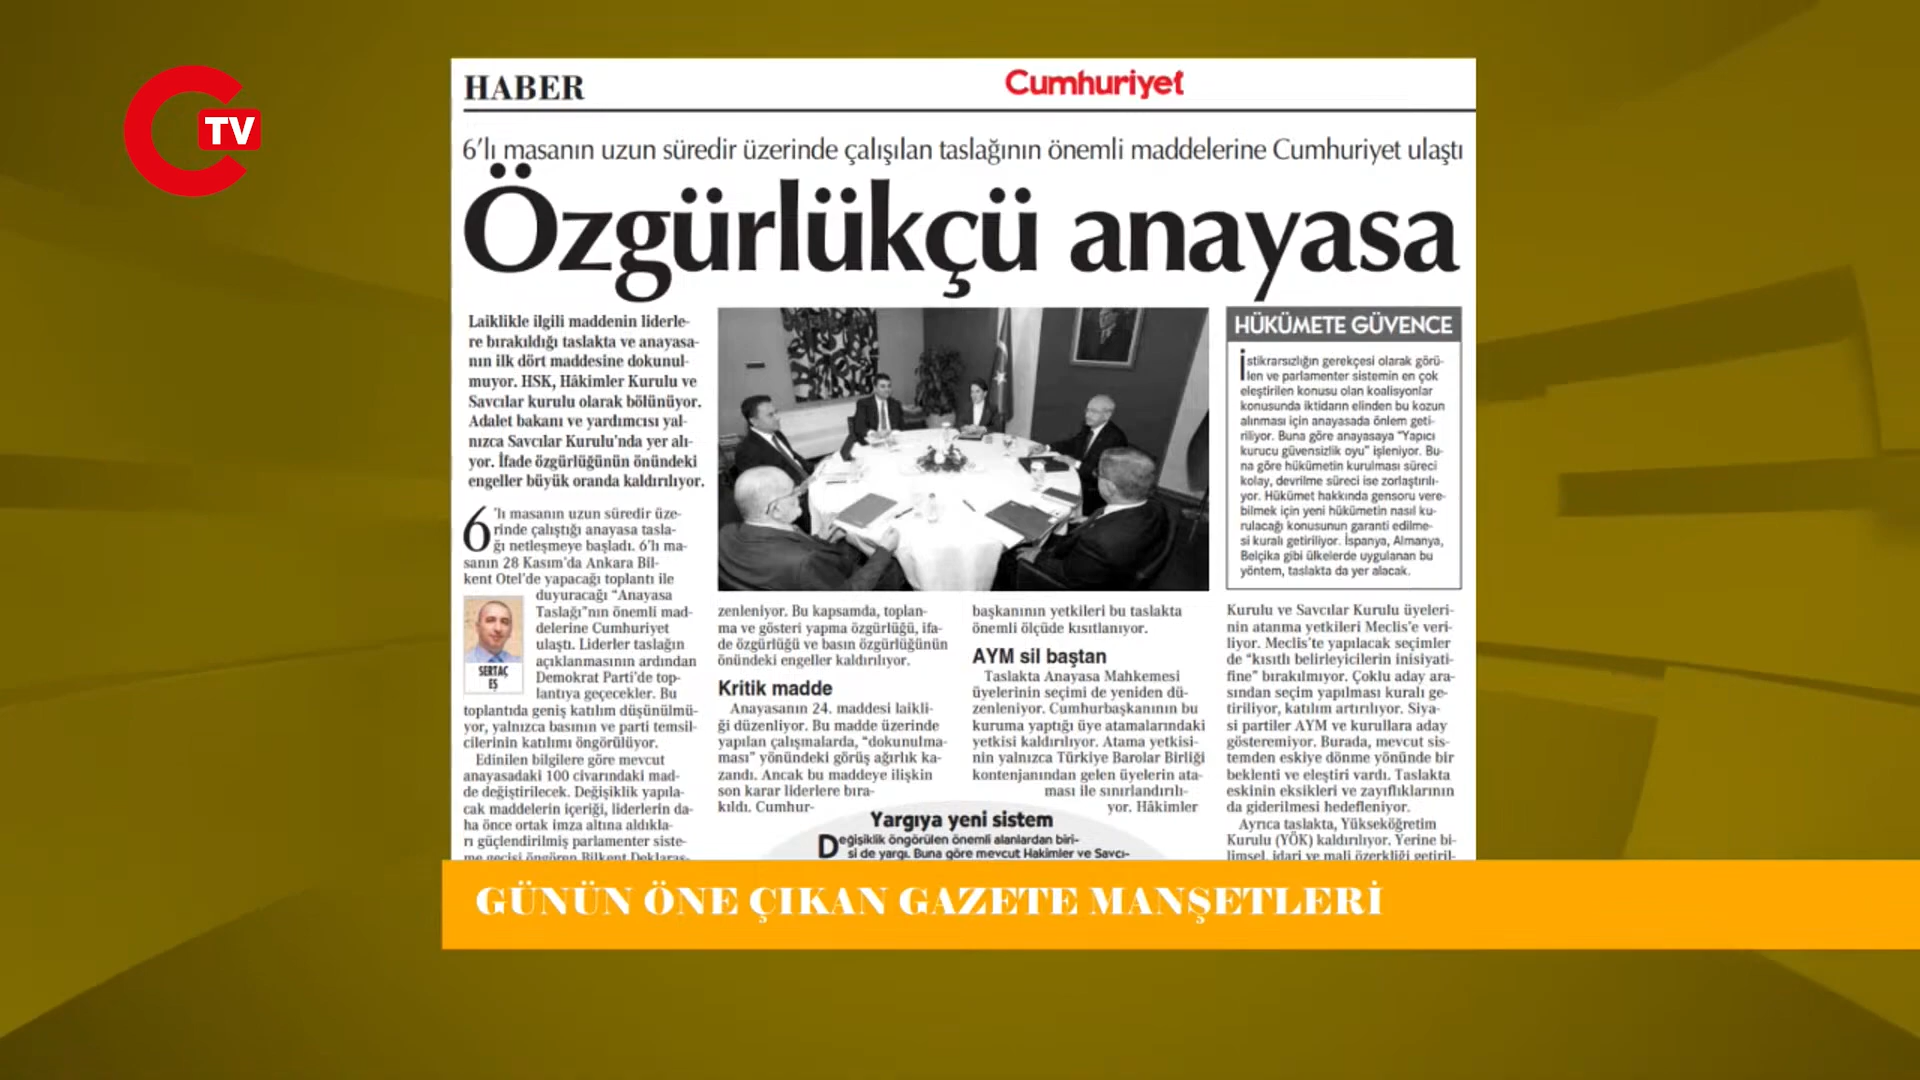 TV
HABER
Cumhuriyet
6'lı masanın uzun süredir üzerinde çalışılan taslağının önemli maddelerine Cumhuriyet ulaştı
Özgürlükçü anayasa
Laiklikle ilgili maddenin liderle-
re bırakıldığı taslakta ve anayasa-
nın ilk dört maddesine dokunul-
muyor. HSK, Hâkimler Kurulu ve
Savcılar kurulu olarak bölünüyor.
Adalet bakanı ve yardımcısı yal-
nızca Savcılar Kurulu'nda yer alı-
yor. İfade özgürlüğünün önündeki
engeller büyük oranda kaldırılıyor.
6'lı masanın uzun süredir üze-
rinde çalıştığı anayasa tasla-
ğı netleşmeye başladı. 6'lı ma-
sanın 28 Kasım'da Ankara Bil-
kent Otel'de yapacağı toplantı ile
duyuracağı "Anayasa
Taslağı"nın önemli mad-
delerine Cumhuriyet
ulaştı. Liderler taslağın
açıklanmasının ardından
Demokrat Parti'de top-
lantıya geçecekler. Bu
SERTAÇ
EŞ
toplantıda geniş katılım düşünülmü-
yor, yalnızca basının ve parti temsil-
cilerinin katılımı öngörülüyor.
Edinilen bilgilere göre mevcut
anayasadaki 100 civarındaki mad-
de değiştirilecek. Değişiklik yapıla-
cak maddelerin içeriği, liderlerin da-
ha önce ortak imza altına aldıkla-
rı güçlendirilmiş parlamenter siste-
me geçişi öngören Bilkent Deklaras-
zenleniyor. Bu kapsamda, toplan-
ma ve gösteri yapma özgürlüğü, ifa-
de özgürlüğü ve basın özgürlüğünün
önündeki engeller kaldırılıyor.
Kritik madde
Anayasanın 24. maddesi laikli-
ği düzenliyor. Bu madde üzerinde
yapılan çalışmalarda, "dokunulma-
ması" yönündeki görüş ağırlık ka-
zandı. Ancak bu maddeye ilişkin
son karar liderlere bıra-
kıldı. Cumhur-
başkanının yetkileri bu taslakta
önemli ölçüde kısıtlanıyor.
AYM sil baştan
Taslakta Anayasa Mahkemesi
üyelerinin seçimi de yeniden dü-
zenleniyor. Cumhurbaşkanının bu
kuruma yaptığı üye atamalarındaki
yetkisi kaldırılıyor. Atama yetkisi-
nin yalnızca Türkiye Barolar Birliği
kontenjanından gelen üyelerin ata-
ması ile sınırlandırılı-
yor. Hâkimler
Yargıya yeni sistem
Değişiklik öngörülen önemli alanlardan biri-
si de yargı. Buna göre mevcut Hakimler ve Savcı-
HÜKÜMETE GÜVENCE
İstikrarsızlığın gerekçesi olarak görü-
len ve parlamenter sistemin en çok
eleştirilen konusu olan koalisyonlar
konusunda iktidarın elinden bu kozun
alınması için anayasada önlem geti-
riliyor. Buna göre anayasaya "Yapıcı
kurucu güvensizlik oyu" işleniyor. Bu-
na göre hükümetin kurulması süreci
kolay, devrilme süreci ise zorlaştırılı-
yor. Hükümet hakkında gensoru vere-
bilmek için yeni hükümetin nasıl ku-
rulacağı konusunun garanti edilme-
si kuralı getiriliyor. İspanya, Almanya,
Belçika gibi ülkelerde uygulanan bu
yöntem, taslakta da yer alacak.
Kurulu ve Savcılar Kurulu üyeleri-
nin atanma yetkileri Meclis'e veri-
liyor. Meclis'te yapılacak seçimler
de "kısıtlı belirleyicilerin inisiyati-
fine" bırakılmıyor. Çoklu aday ara-
sından seçim yapılması kuralı ge-
tiriliyor, katılım artırılıyor. Siya-
si partiler AYM ve kurullara aday
gösteremiyor. Burada, mevcut sis-
temden eskiye dönme yönünde bir
beklenti ve eleştiri vardı. Taslakta
eskinin eksikleri ve zayıflıklarının
da giderilmesi hedefleniyor.
Ayrıca taslakta, Yükseköğretim
Kurulu (YÖK) kaldırılıyor. Yerine bi-
limsel, idari ve mali özerkliği getiril-
GÜNÜN ÖNE ÇIKAN GAZETE MANŞETLERİ